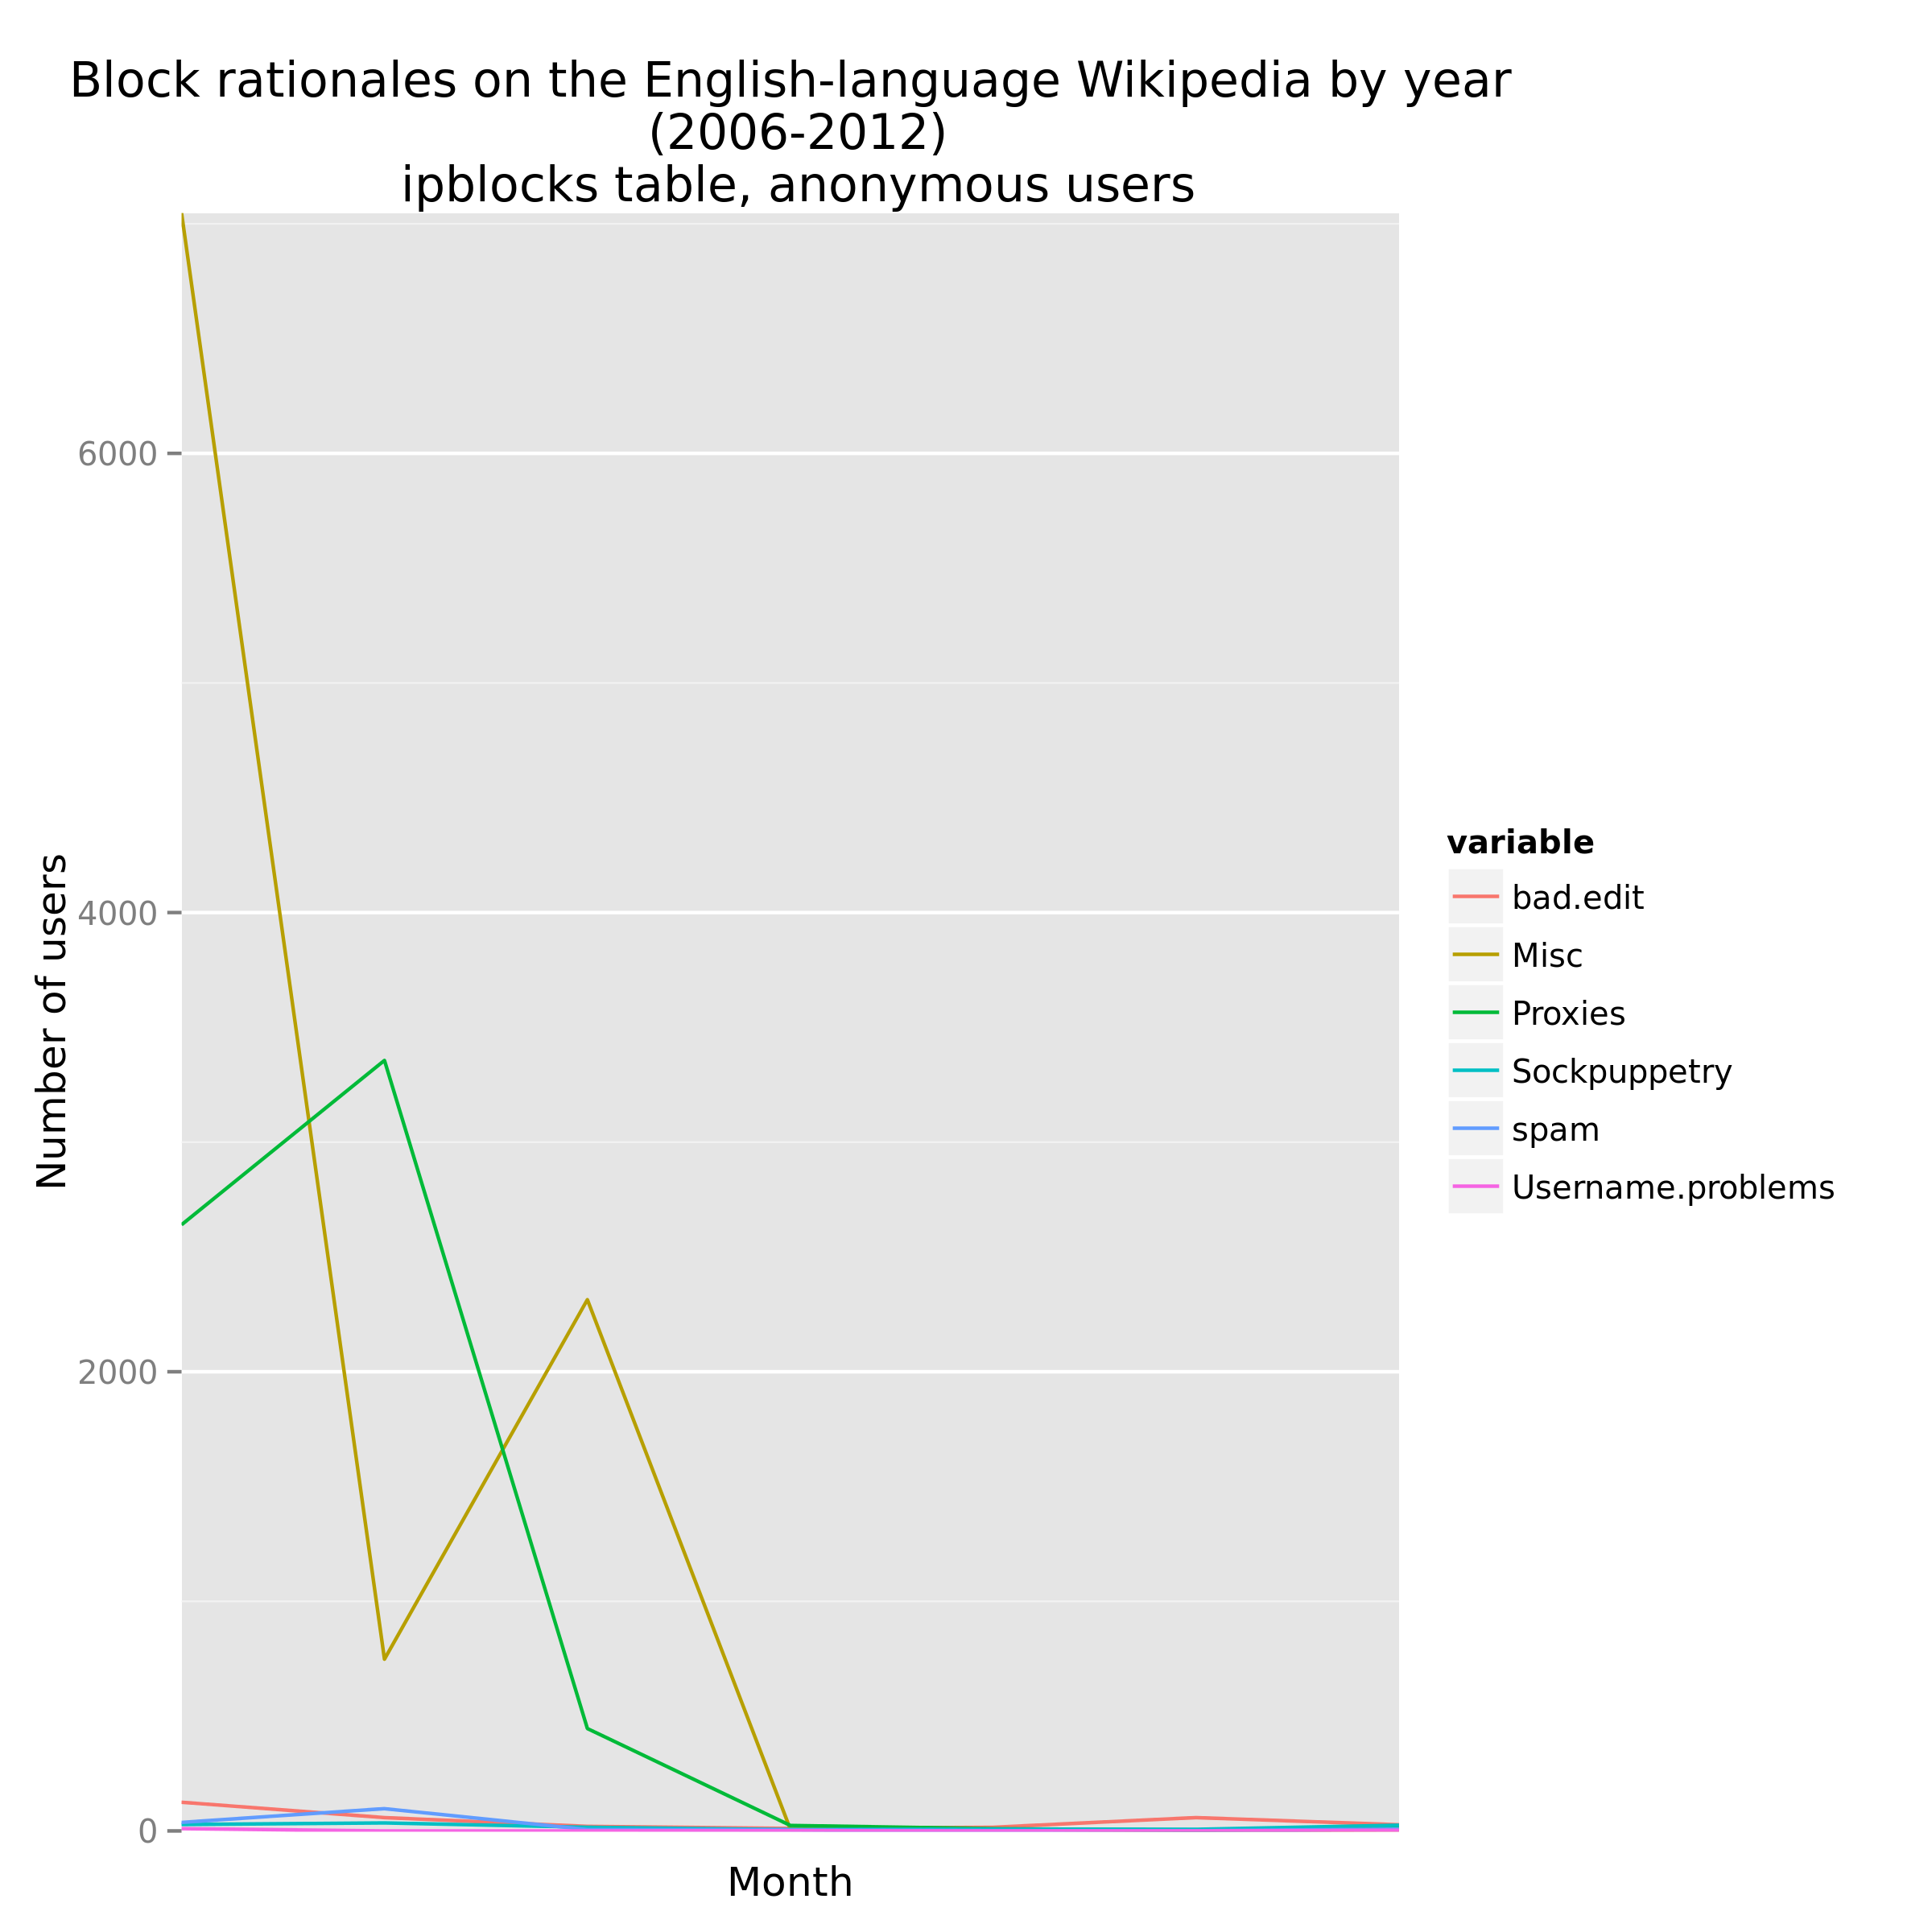 Block rationales on the English-language Wikipedia by year
(2006-2012)
ipblocks table, anonymous users
6000
4000
2000
0
Number of users
Month
variable
bad.edit
Misc
Proxies
Sockpuppetry
spam
Username.problems